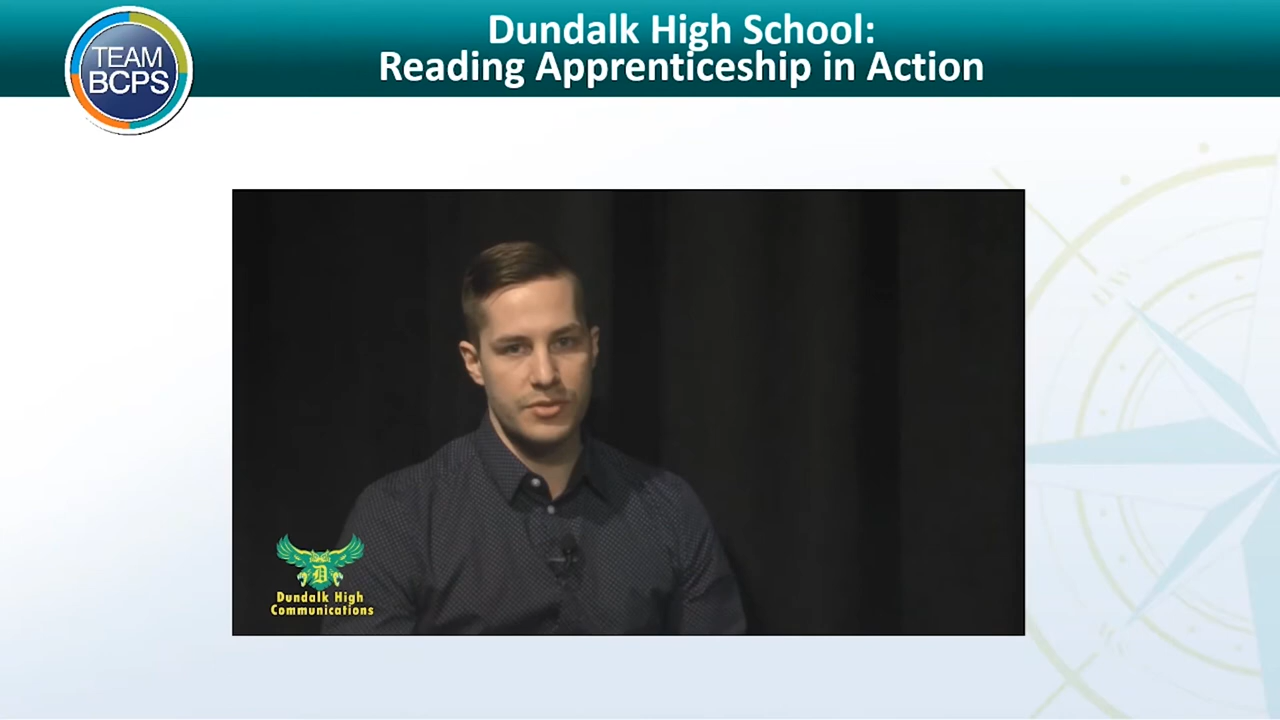 Dundalk High School:
Reading Apprenticeship in Action
TEAM
BCPS
D
Dundalk High
Communications